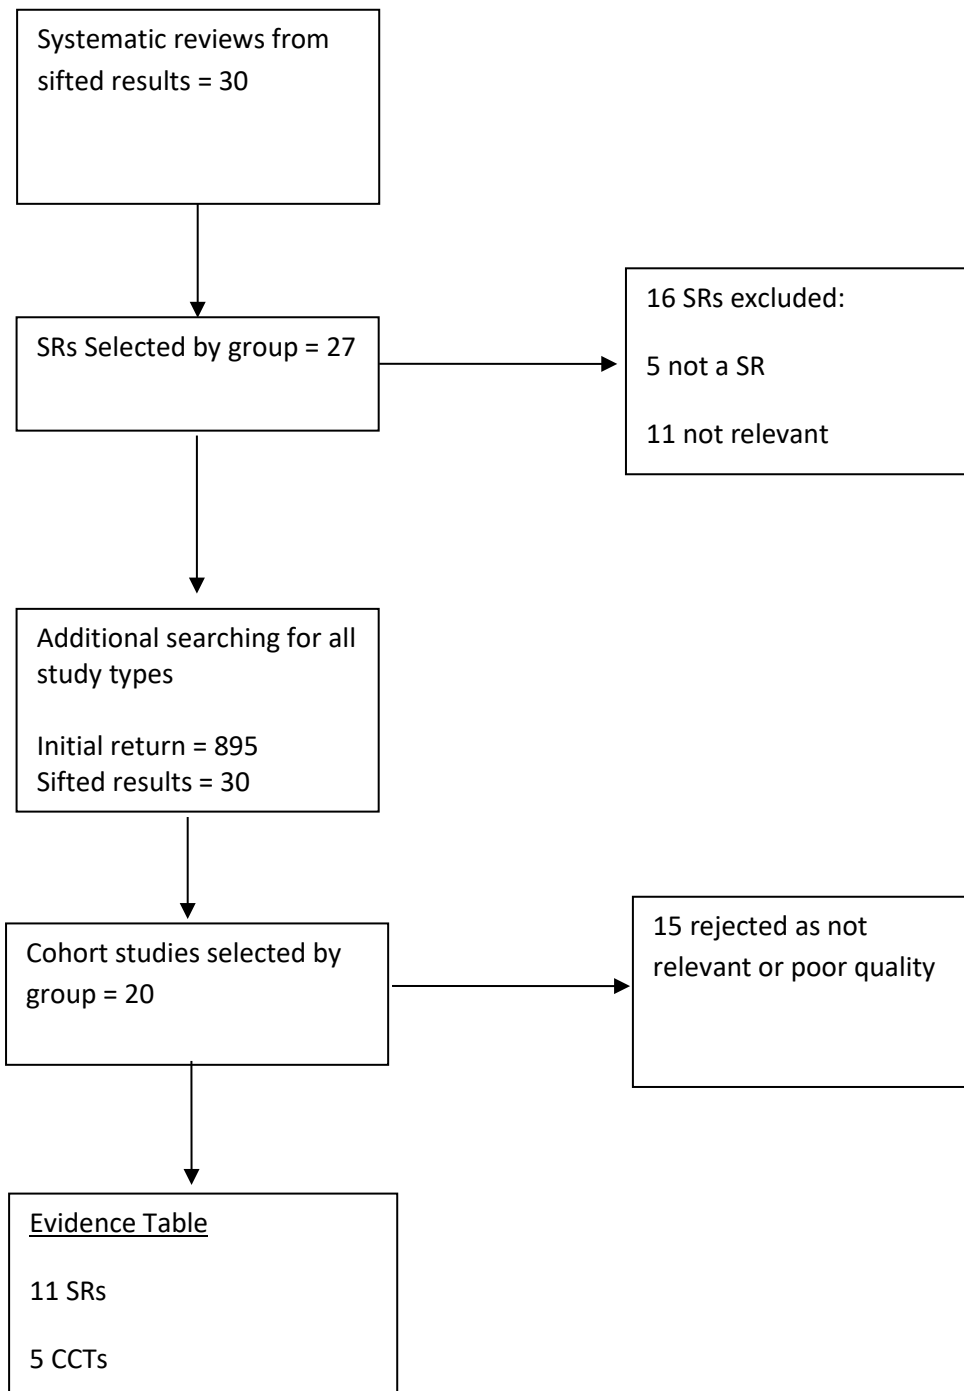 Systematic reviews from
sifted results = 30
SRs Selected by group = 27
16 SRs excluded:
5 not a SR
11 not relevant
Additional searching for all
study types
Initial return = 895
Sifted results = 30
Cohort studies selected by
group = 20
15 rejected as not
relevant or poor quality
Evidence Table
11 SRs
5 CCTs